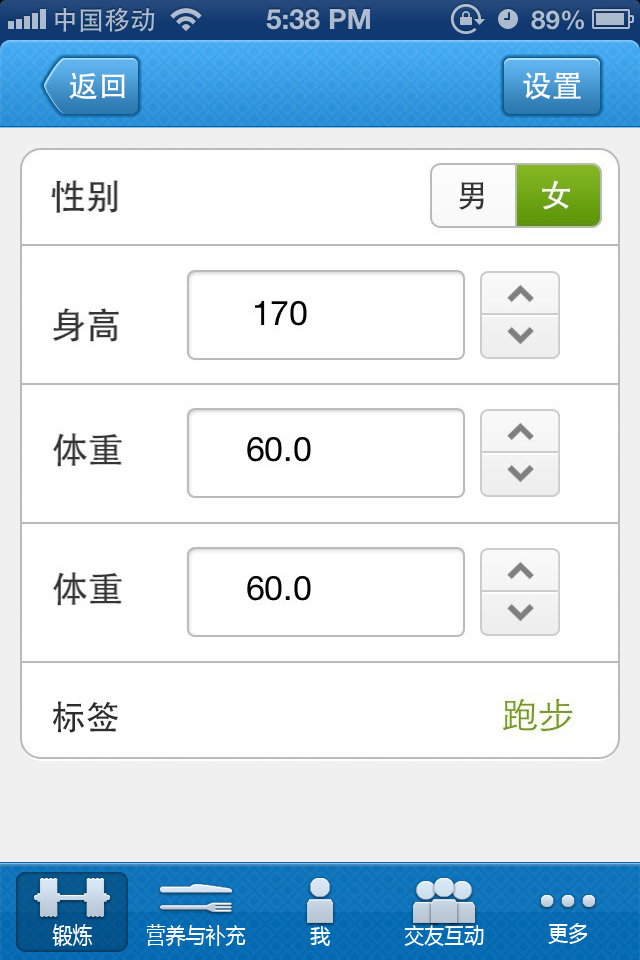 中国移动 5:38 PM 89%
返回 设置
性别 男 女
身高 170
体重 60.0
体重 60.0
标签 跑步
锻炼 营养与补充 我 交友互动 更多